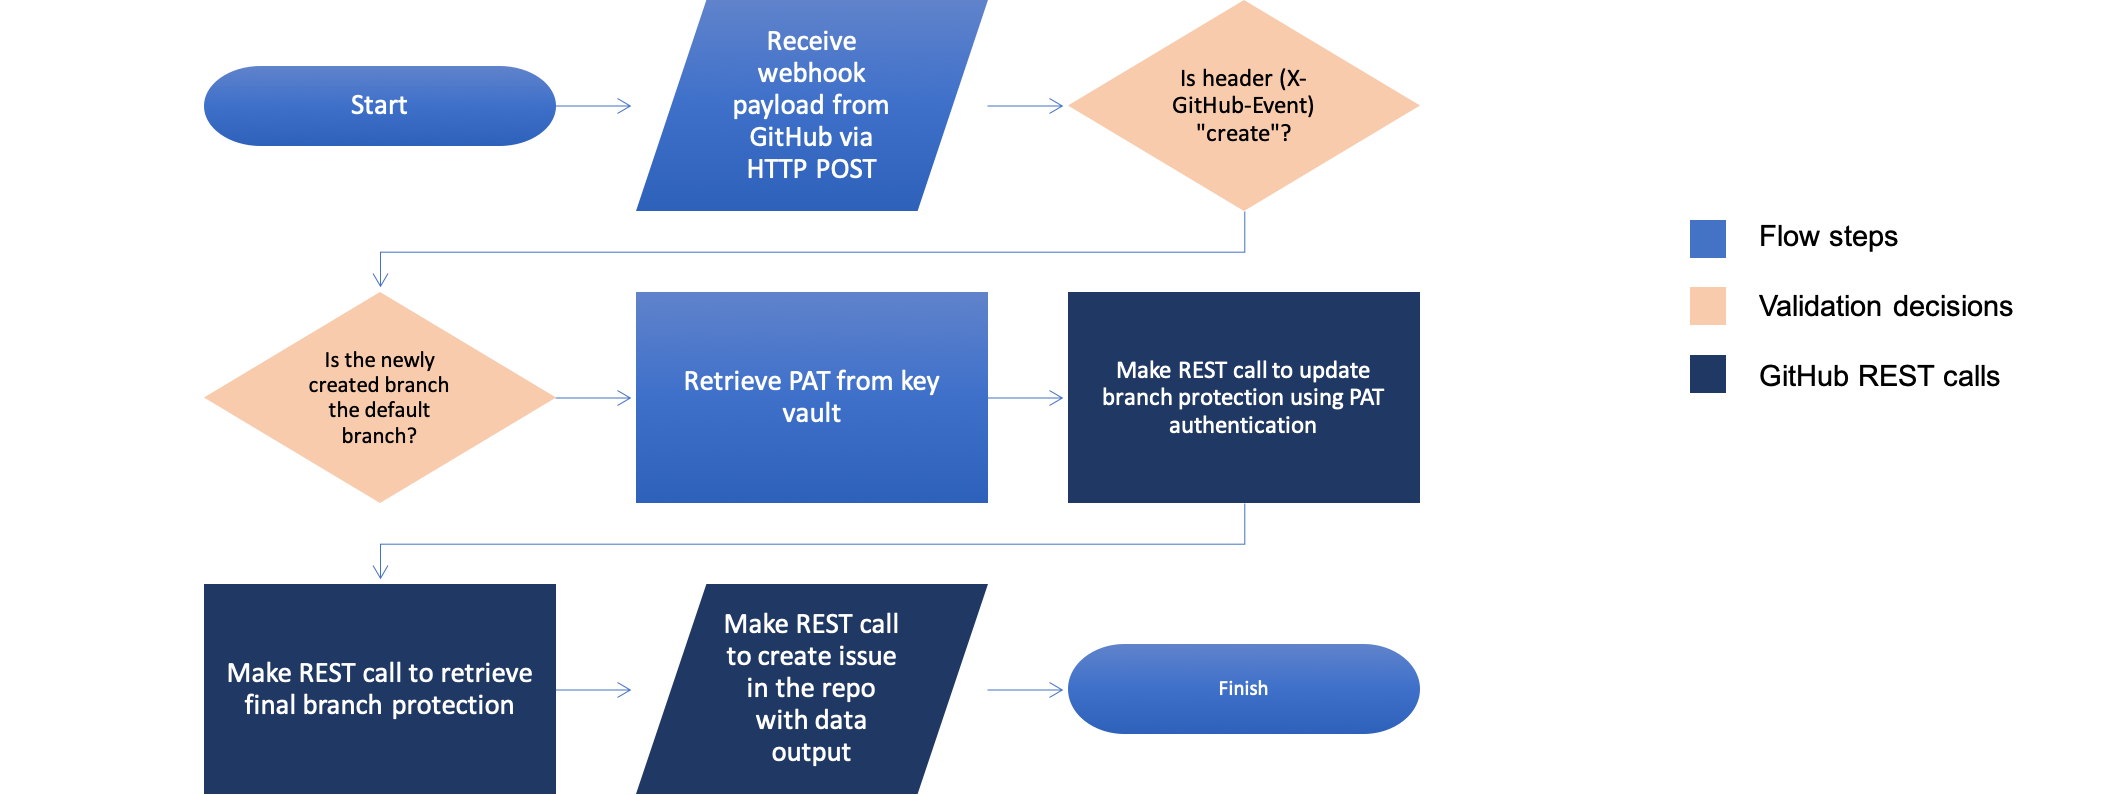 Start
Receive
webhook
payload from
GitHub via
HTTP POST
Is header (X-
GitHub-Event)
"create"?
Is the newly
created branch
the default
branch?
Retrieve PAT from key
vault
Make REST call to update
branch protection using PAT
authentication
Make REST call to retrieve
final branch protection
Make REST call
to create issue
in the repo
with data
output
Finish
Flow steps
Validation decisions
GitHub REST calls